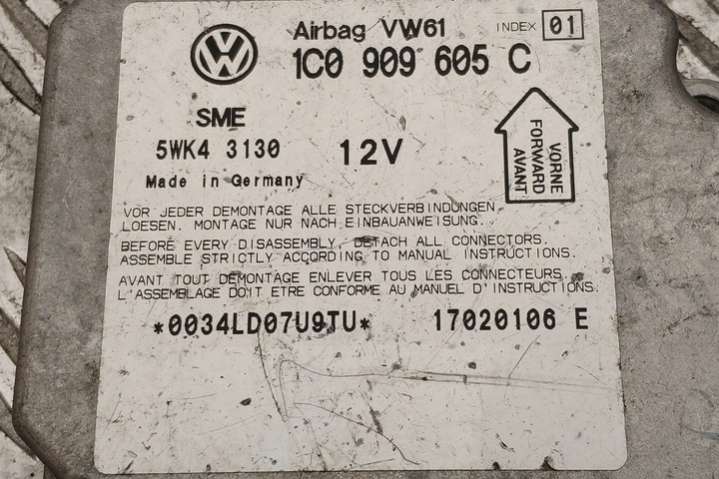 Airbag VW61 INDEX 01
1C0 909 605 C
SME
5WK4 3130 12V
Made in Germany
VORNE
FORWARD
AVANT
VOR JEDER DEMONTAGE ALLE STECKVERBINDUNGEN
LOESEN. MONTAGE NUR NACH EINBAUANWEISUNG.
BEFORE EVERY DISASSEMBLY, DETACH ALL CONNECTORS.
ASSEMBLE STRICTLY ACCORDING TO MANUAL INSTRUCTIONS.
AVANT TOUT DEMONTAGE ENLEVER TOUS LES CONNECTEURS.
L'ASSEMBLAGE DOIT ETRE CONFORME AU MANUEL D'INSTRUCTIONS.
*0034LD07U9TU* 17020106 E